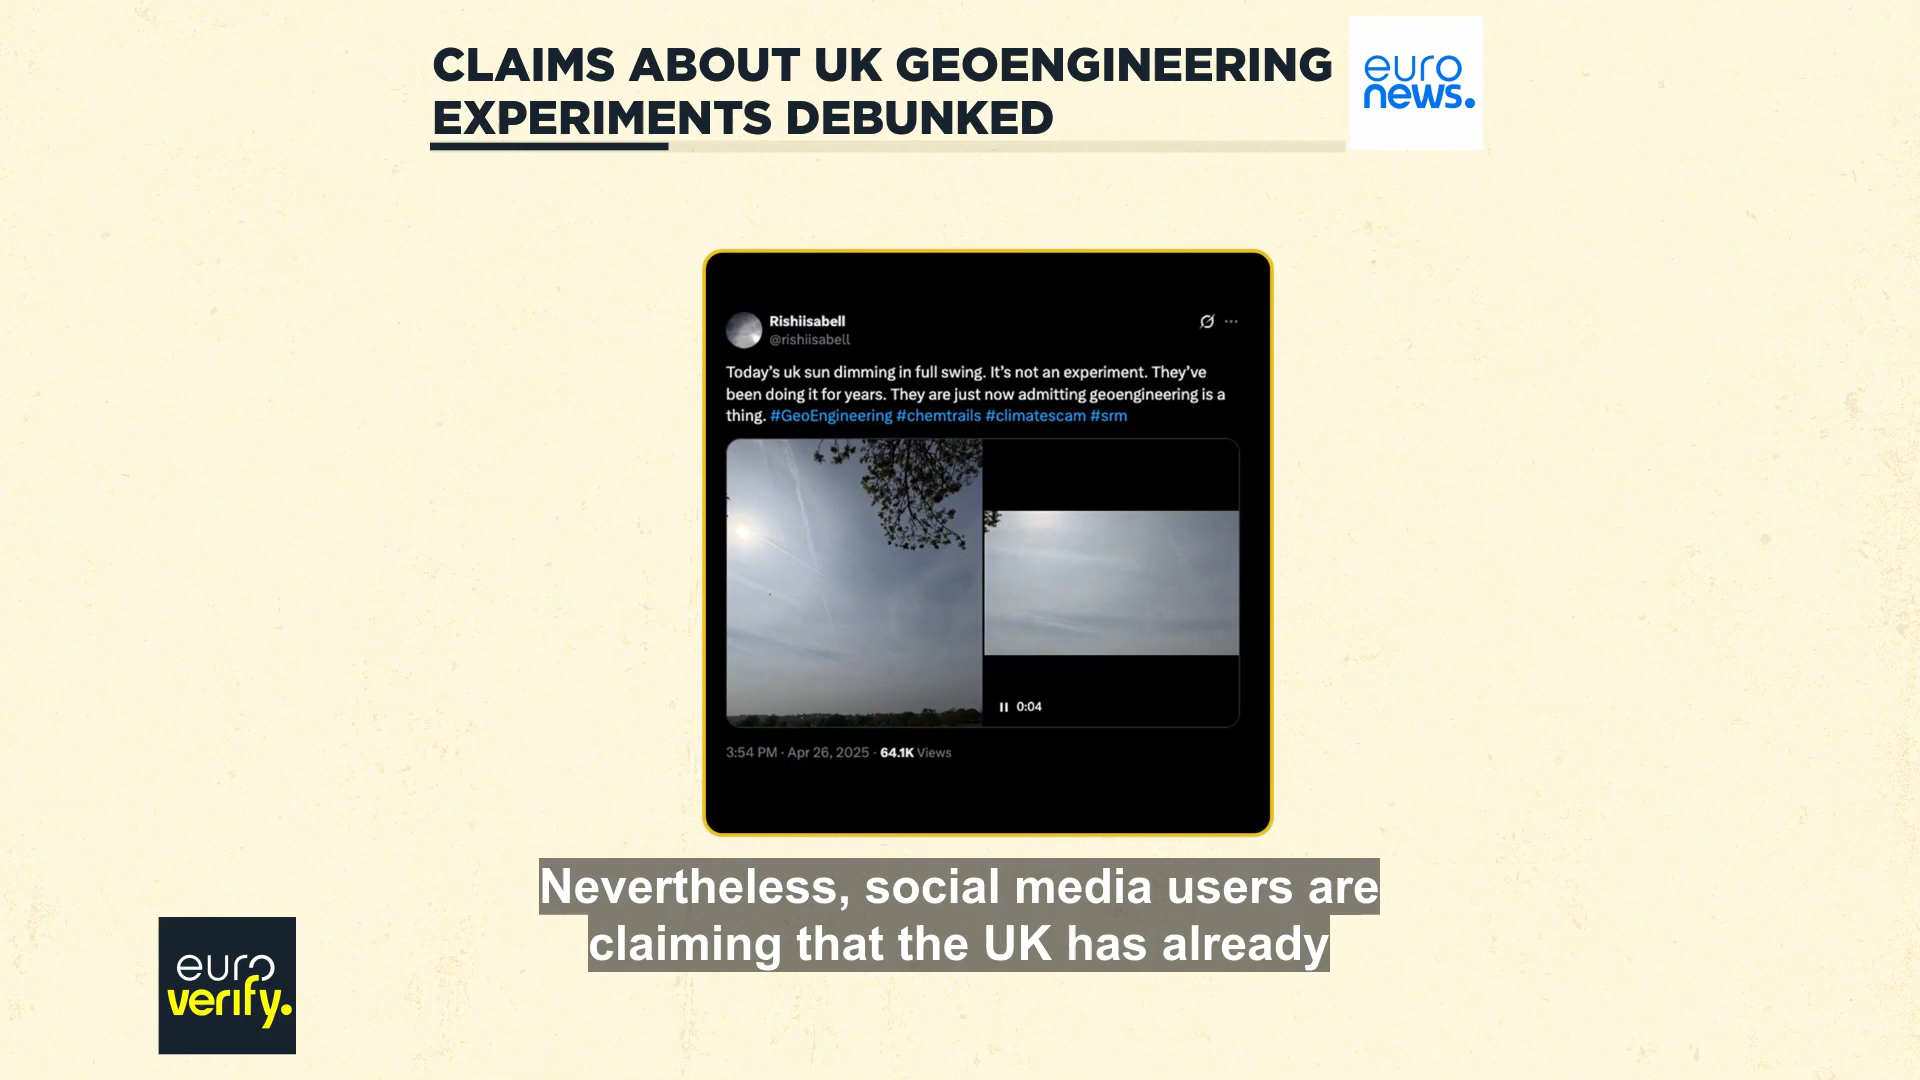 CLAIMS ABOUT UK GEOENGINEERING
EXPERIMENTS DEBUNKED
euro
news.
Rishiisabell
@rishiisabell
Today's uk sun dimming in full swing. It's not an experiment. They've
been doing it for years. They are just now admitting geoengineering is a
thing. #GeoEngineering #chemtrails #climatescam #srm
0:04
3:54 PM · Apr 26, 2025 · 64.1K Views
Nevertheless, social media users are
claiming that the UK has already
euro
verify.